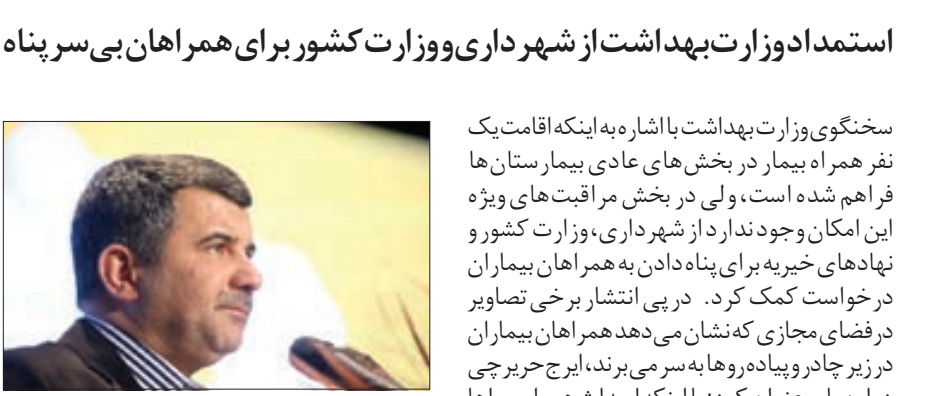 استمداد وزارت بهداشت از شهرداری و وزارت کشور برای همراهان بی‌سرپناه
سخنگوی وزارت بهداشت با اشاره به اینکه اقامت یک
نفر همراه بیمار در بخش‌های عادی بیمارستان‌ها
فراهم شده است، ولی در بخش مراقبت‌های ویژه
این امکان وجود ندارد از شهرداری، وزارت کشور و
نهادهای خیریه برای پناه دادن به همراهان بیماران
درخواست کمک کرد. در پی انتشار برخی تصاویر
در فضای مجازی که نشان می‌دهد همراهان بیماران
در زیر چادر و پیاده‌روها به سر می‌برند، ایرج حریرچی